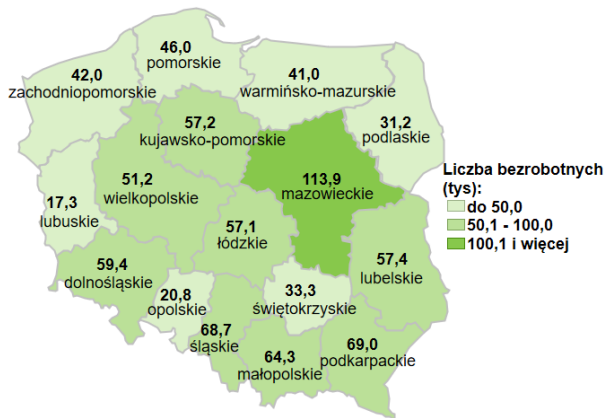 46,0
pomorskie
42,0
zachodniopomorskie
41,0
warmińsko-mazurskie
31,2
podlaskie
57,2
kujawsko-pomorskie
113,9
mazowieckie
51,2
wielkopolskie
17,3
lubuskie
57,1
łódzkie
57,4
lubelskie
59,4
dolnośląskie
20,8
opolskie
33,3
świętokrzyskie
68,7
śląskie
64,3
małopolskie
69,0
podkarpackie
Liczba bezrobotnych
(tys):
do 50,0
50,1 - 100,0
100,1 i więcej